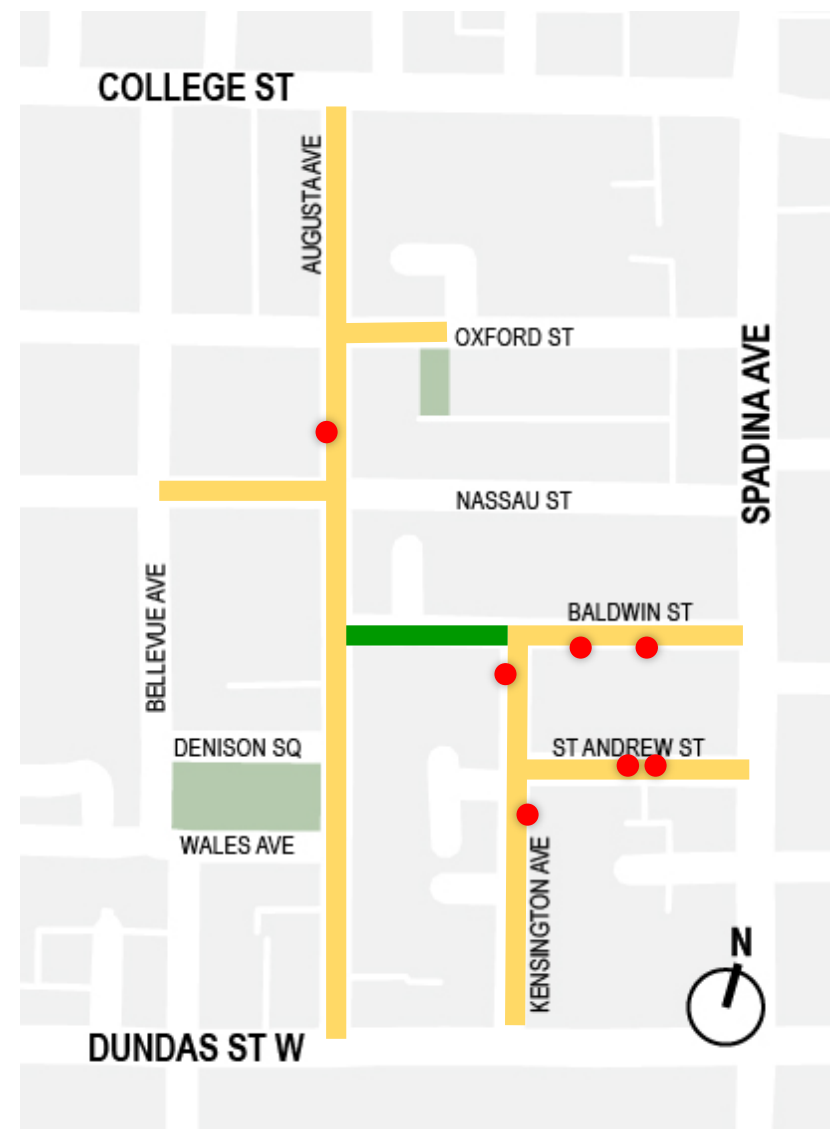 COLLEGE ST
AUGUSTA AVE
OXFORD ST
SPADINA AVE
NASSAU ST
BELLEVUE AVE
BALDWIN ST
DENISON SQ
ST ANDREW ST
WALES AVE
KENSINGTON AVE
N
DUNDAS ST W